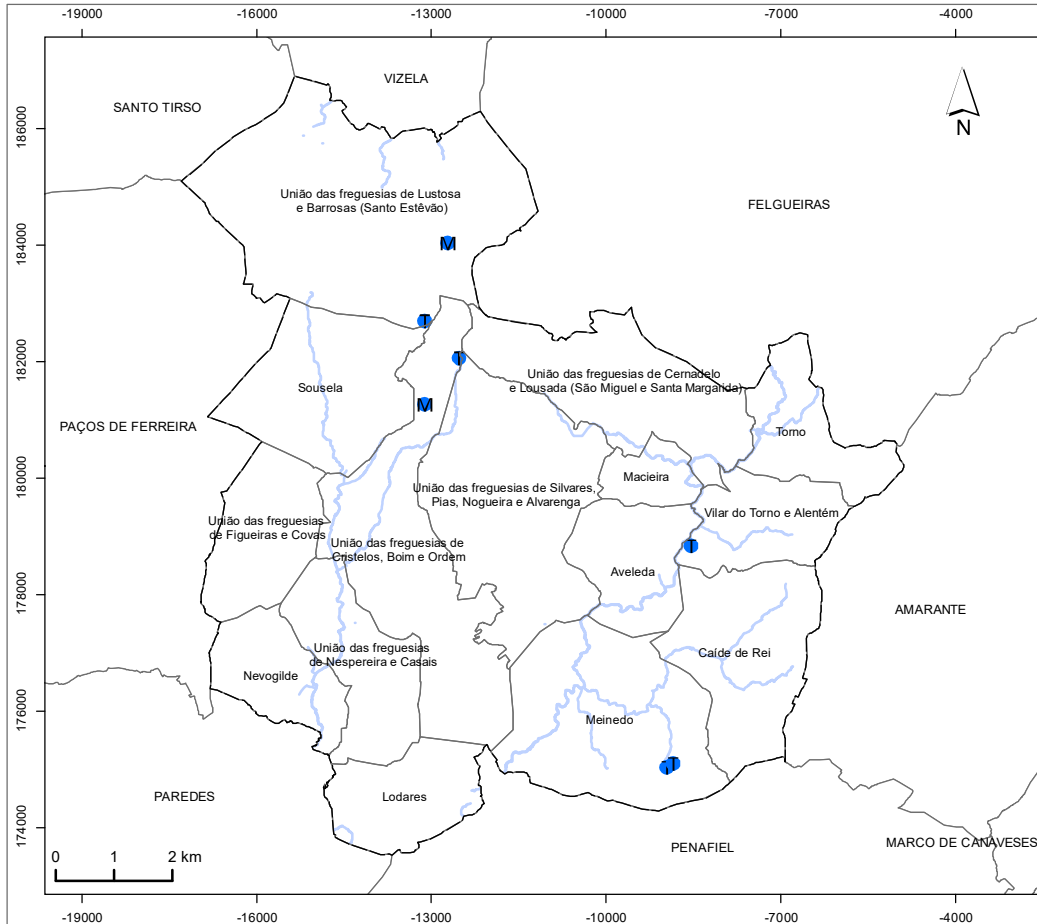 -19000
-16000
-13000
-10000
-7000
-4000
VIZELA
SANTO TIRSO
N
186000
União das freguesias de Lustosa
e Barrosas (Santo Estêvão)
FELGUEIRAS
184000
M
T
182000
T
União das freguesias de Cernadelo
e Lousada (São Miguel e Santa Margarida)
Sousela
M
PAÇOS DE FERREIRA
Torno
180000
Macieira
União das freguesias de Silvares,
Pias, Nogueira e Alvarenga
Vilar do Torno e Alentém
União das freguesias
de Figueiras e Covas
União das freguesias de
Cristelos, Boim e Ordem
T
Aveleda
178000
AMARANTE
União das freguesias
de Nespereira e Casais
Caíde de Rei
Nevogilde
176000
Meinedo
T
T
PAREDES
Lodares
174000
MARCO DE CANAVESES
PENAFIEL
0 1 2 km
-19000
-16000
-13000
-10000
-7000
-4000